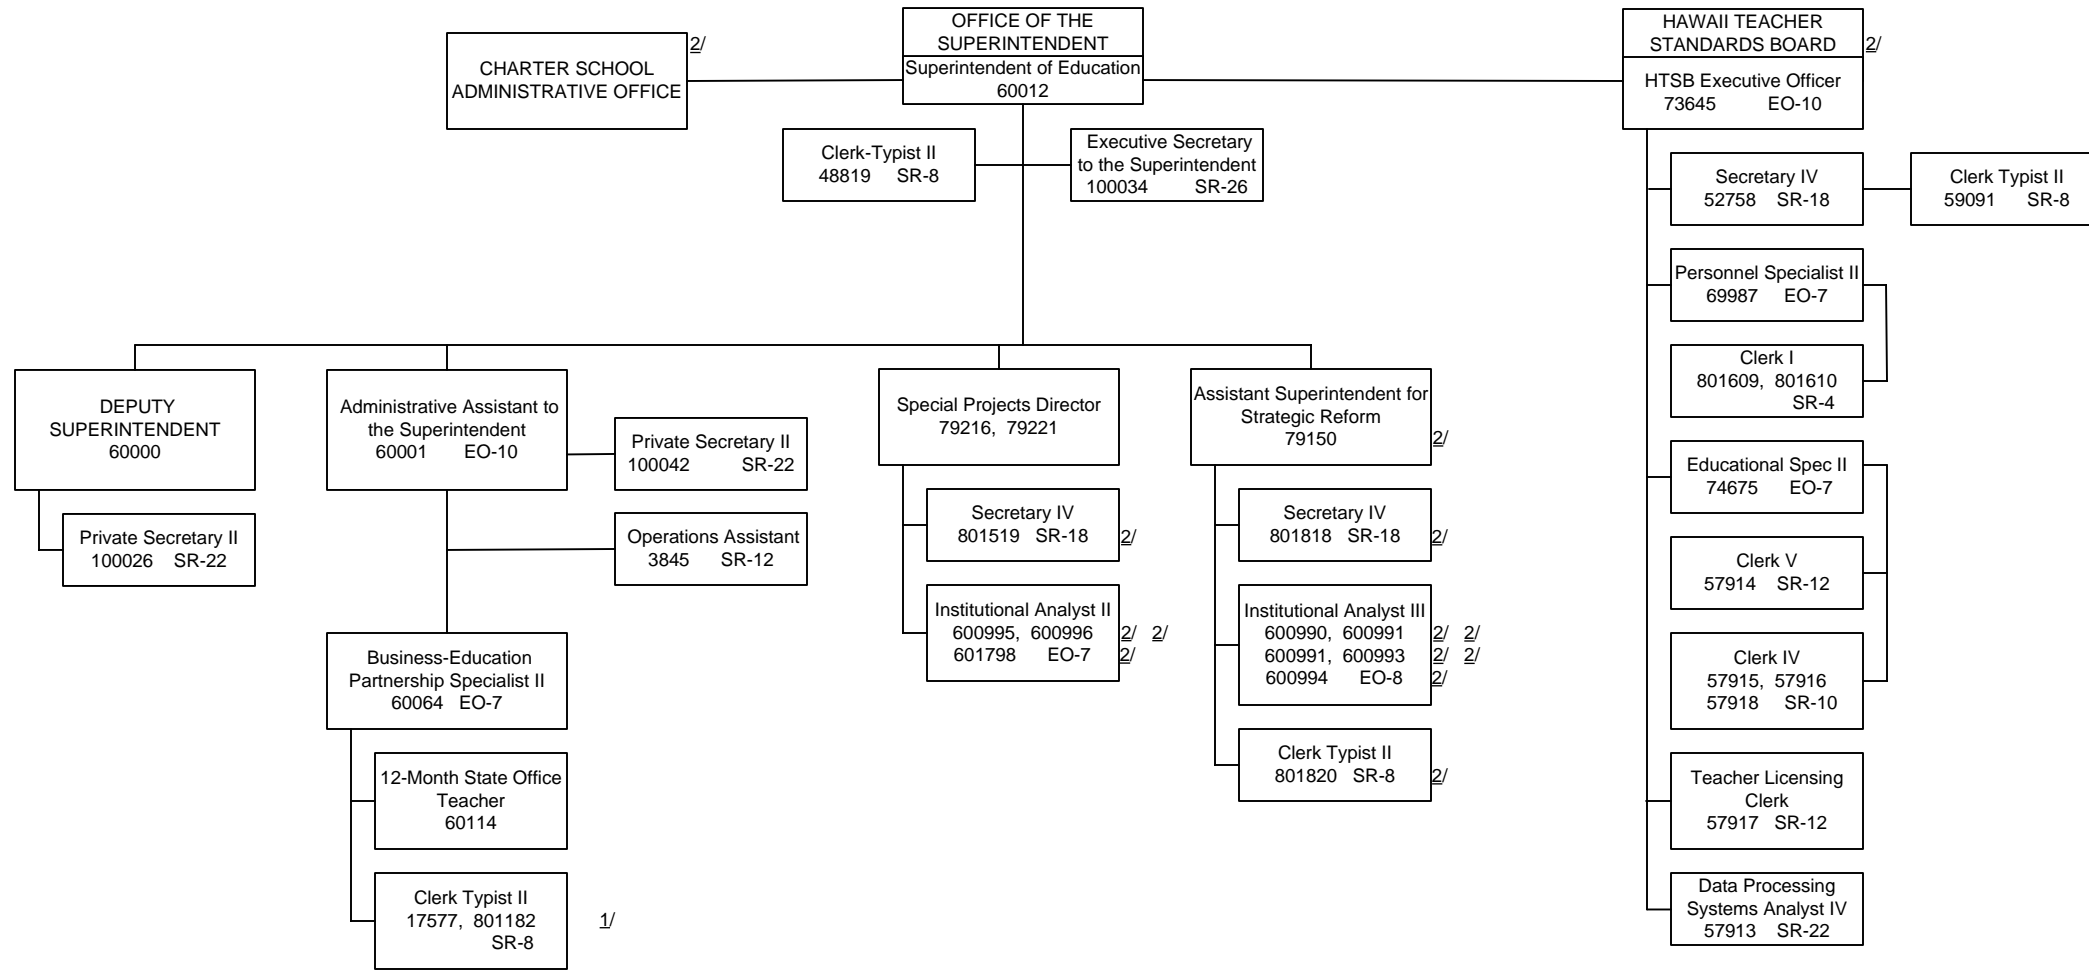 CHARTER SCHOOL
ADMINISTRATIVE OFFICE
2/
OFFICE OF THE
SUPERINTENDENT
Superintendent of Education
60012
HAWAII TEACHER
STANDARDS BOARD
2/
HTSB Executive Officer
73645 EO-10
Clerk-Typist II
48819 SR-8
Executive Secretary
to the Superintendent
100034 SR-26
Secretary IV
52758 SR-18
Clerk Typist II
59091 SR-8
Personnel Specialist II
69987 EO-7
Clerk I
801609, 801610
SR-4
Educational Spec II
74675 EO-7
Clerk V
57914 SR-12
Clerk IV
57915, 57916
57918 SR-10
Teacher Licensing
Clerk
57917 SR-12
Data Processing
Systems Analyst IV
57913 SR-22
DEPUTY
SUPERINTENDENT
60000
Private Secretary II
100026 SR-22
Administrative Assistant to
the Superintendent
60001 EO-10
Private Secretary II
100042 SR-22
Operations Assistant
3845 SR-12
Business-Education
Partnership Specialist II
60064 EO-7
12-Month State Office
Teacher
60114
Clerk Typist II
17577, 801182 1/
SR-8
Special Projects Director
79216, 79221
Secretary IV
801519 SR-18 2/
Institutional Analyst II
600995, 600996 2/ 2/
601798 EO-7 2/
Assistant Superintendent for
Strategic Reform
79150 2/
Secretary IV
801818 SR-18 2/
Institutional Analyst III
600990, 600991 2/ 2/
600991, 600993 2/ 2/
600994 EO-8 2/
Clerk Typist II
801820 SR-8 2/